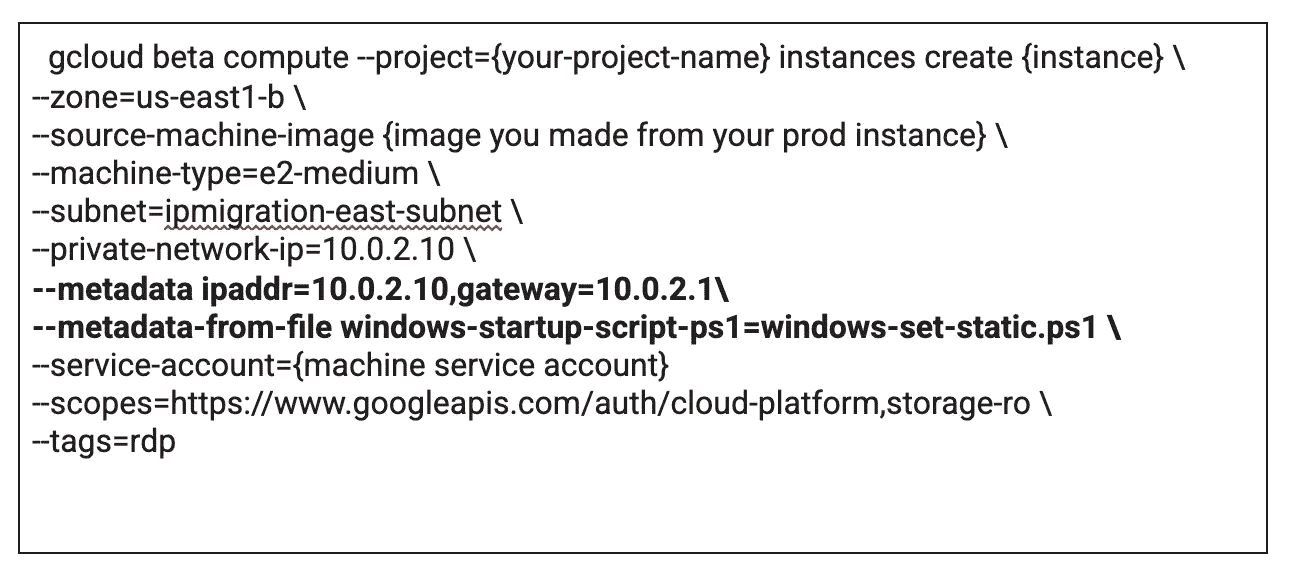 gcloud beta compute --project={your-project-name} instances create {instance} \
--zone=us-east1-b \
--source-machine-image {image you made from your prod instance} \
--machine-type=e2-medium \
--subnet=ipmigration-east-subnet \
--private-network-ip=10.0.2.10 \
--metadata ipaddr=10.0.2.10,gateway=10.0.2.1\
--metadata-from-file windows-startup-script-ps1=windows-set-static.ps1 \
--service-account={machine service account}
--scopes=https://www.googleapis.com/auth/cloud-platform,storage-ro \
--tags=rdp